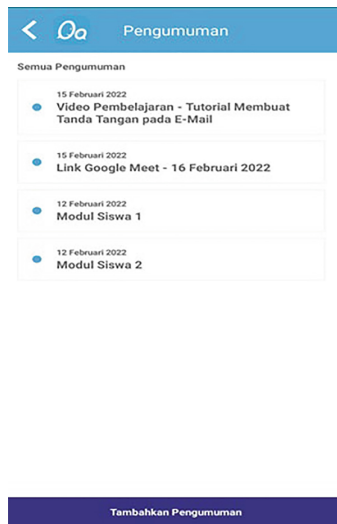 Oa Pengumuman
Semua Pengumuman
15 Februari 2022
Video Pembelajaran - Tutorial Membuat
Tanda Tangan pada E-Mail
15 Februari 2022
Link Google Meet - 16 Februari 2022
12 Februari 2022
Modul Siswa 1
12 Februari 2022
Modul Siswa 2
Tambahkan Pengumuman